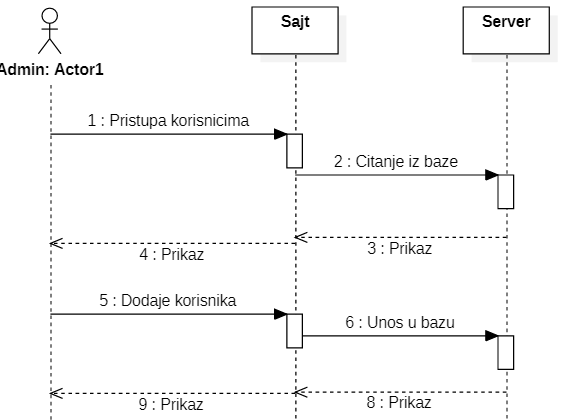 Sajt
Server
Admin: Actor1
1 : Pristupa korisnicima
2 : Citanje iz baze
3 : Prikaz
4 : Prikaz
5 : Dodaje korisnika
6 : Unos u bazu
8 : Prikaz
9 : Prikaz